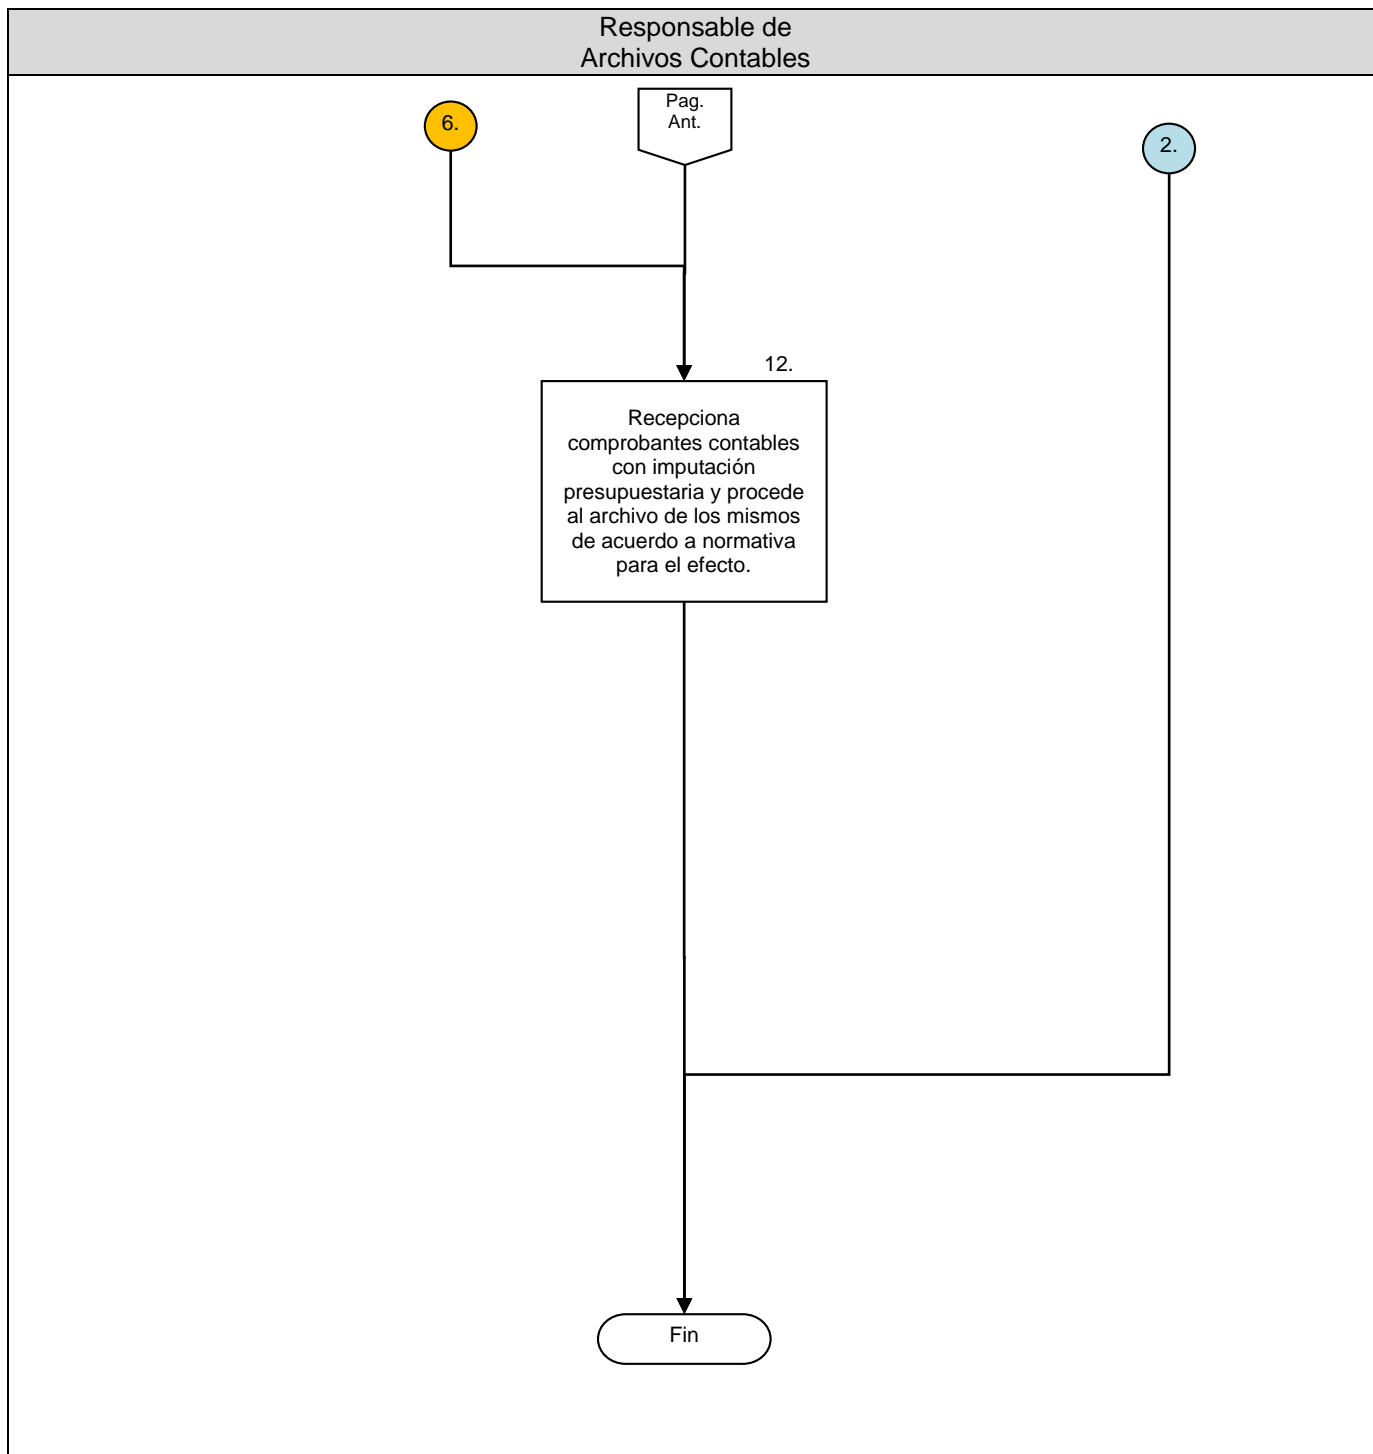 Responsable de
Archivos Contables
6.
Pag.
Ant.
2.
12.
Recepciona
comprobantes contables
con imputación
presupuestaria y procede
al archivo de los mismos
de acuerdo a normativa
para el efecto.
Fin